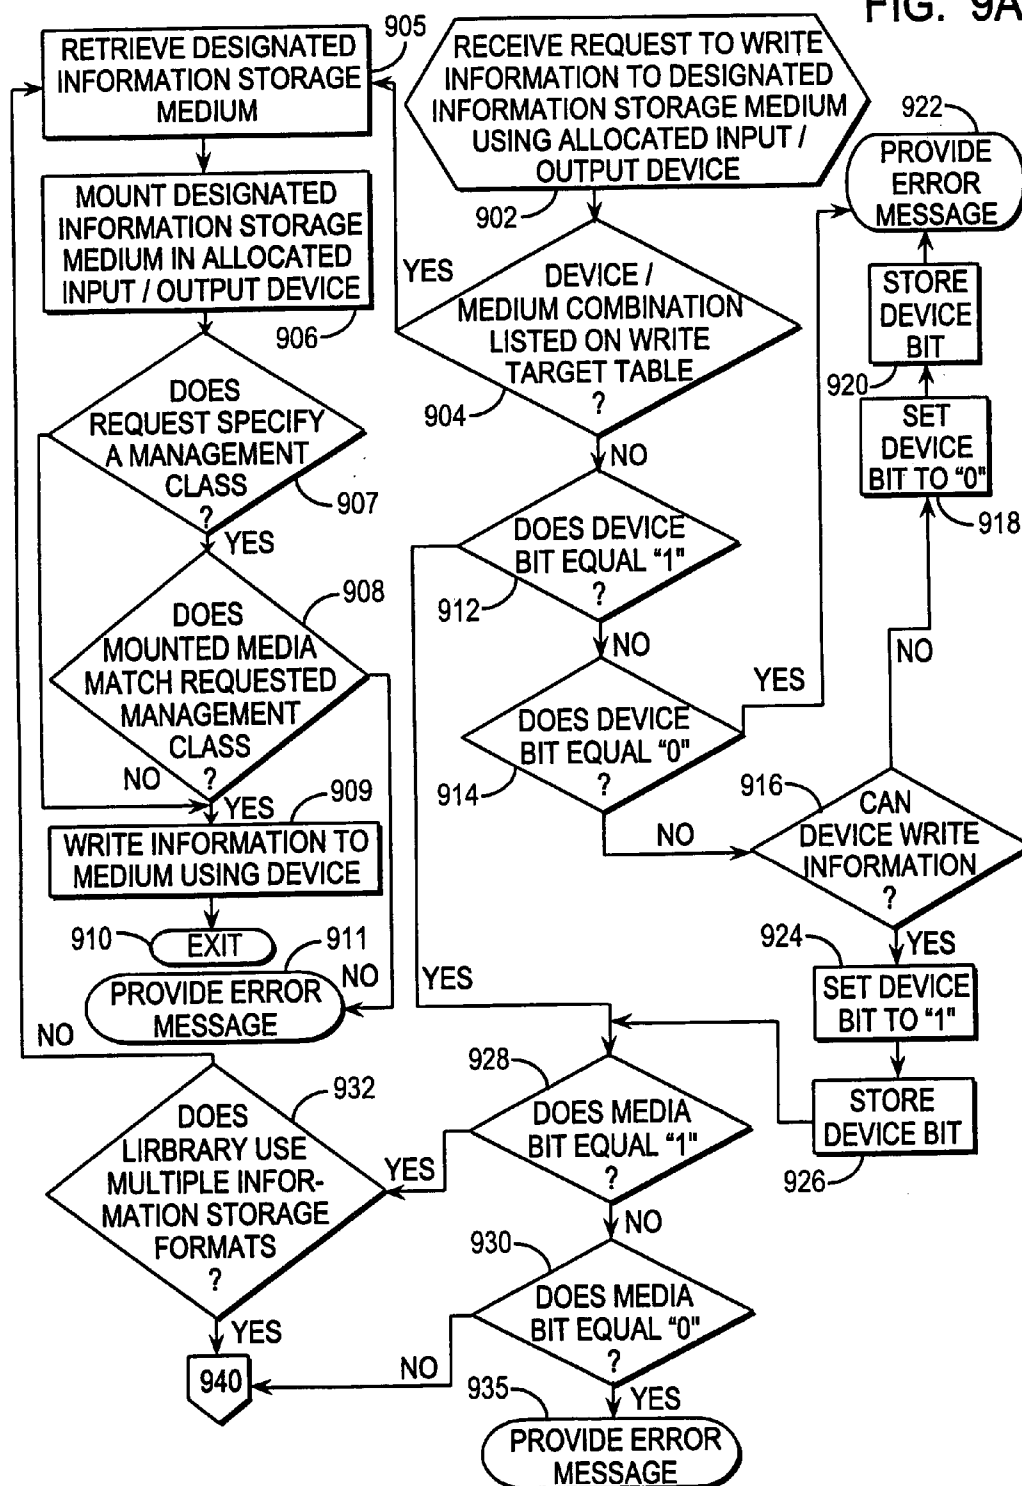 FIG. 9A
RETRIEVE DESIGNATED
INFORMATION STORAGE
MEDIUM
905
RECEIVE REQUEST TO WRITE
INFORMATION TO DESIGNATED
INFORMATION STORAGE MEDIUM
USING ALLOCATED INPUT /
OUTPUT DEVICE
902
922
PROVIDE
ERROR
MESSAGE
MOUNT DESIGNATED
INFORMATION STORAGE
MEDIUM IN ALLOCATED
INPUT / OUTPUT DEVICE
906
YES
DEVICE /
MEDIUM COMBINATION
LISTED ON WRITE
TARGET TABLE
?
904
NO
STORE
DEVICE
BIT
920
SET
DEVICE
BIT TO "0"
918
NO
DOES
REQUEST SPECIFY
A MANAGEMENT
CLASS
?
907
YES
DOES DEVICE
BIT EQUAL "1"
?
912
NO
908
DOES
MOUNTED MEDIA
MATCH REQUESTED
MANAGEMENT
CLASS
?
NO
YES
DOES DEVICE
BIT EQUAL "0"
?
914
YES
NO
916
CAN
DEVICE WRITE
INFORMATION
?
YES
909
WRITE INFORMATION TO
MEDIUM USING DEVICE
910
EXIT
911
PROVIDE ERROR
MESSAGE
NO
YES
924
SET DEVICE
BIT TO "1"
STORE
DEVICE BIT
926
NO
932
DOES
LIRBRARY USE
MULTIPLE INFOR-
MATION STORAGE
FORMATS
?
YES
928
DOES MEDIA
BIT EQUAL "1"
?
YES
NO
930
DOES MEDIA
BIT EQUAL "0"
?
NO
YES
940
935
PROVIDE ERROR
MESSAGE